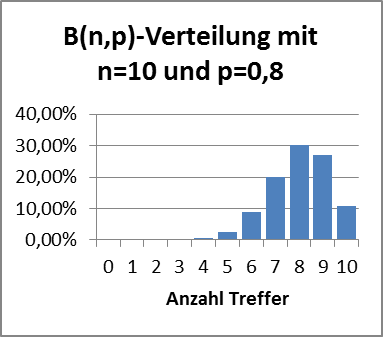 B(n,p)-Verteilung mit
n=10 und p=0,8
40,00%
30,00%
20,00%
10,00%
0,00%
0 1 2 3 4 5 6 7 8 9 10
Anzahl Treffer